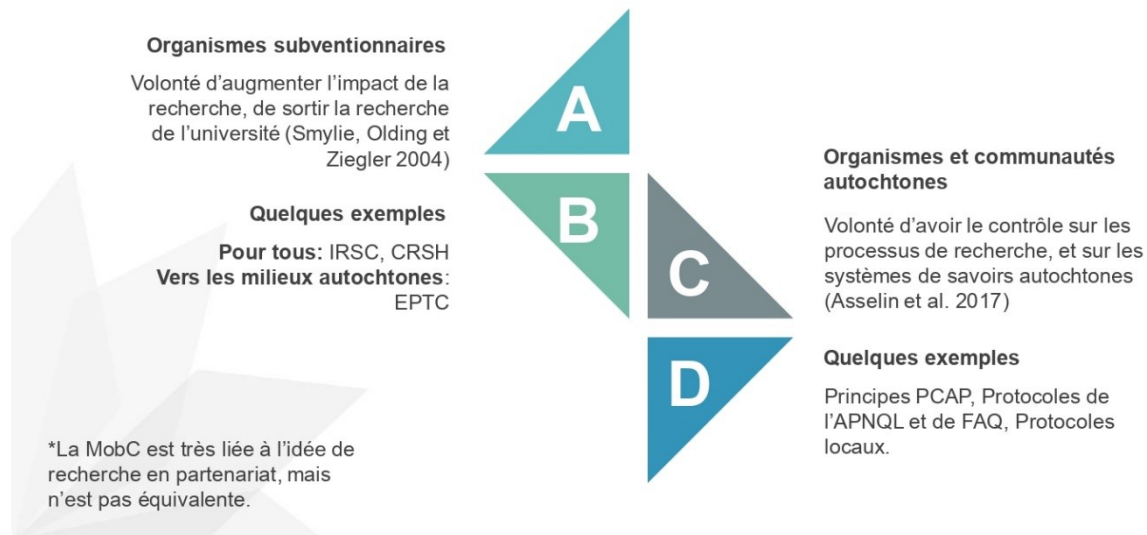 Organismes subventionnaires
Volonté d'augmenter l'impact de la
recherche, de sortir la recherche
de l'université (Smylie, Olding et
Ziegler 2004)
A
Quelques exemples
Pour tous: IRSC, CRSH
Vers les milieux autochtones:
EPTC
B
C
Organismes et communautés
autochtones
Volonté d'avoir le contrôle sur les
processus de recherche, et sur les
systèmes de savoirs autochtones
(Asselin et al. 2017)
D
Quelques exemples
Principes PCAP, Protocoles de
l'APNQL et de FAQ, Protocoles
locaux.
*La MobC est très liée à l'idée de
recherche en partenariat, mais
n'est pas équivalente.